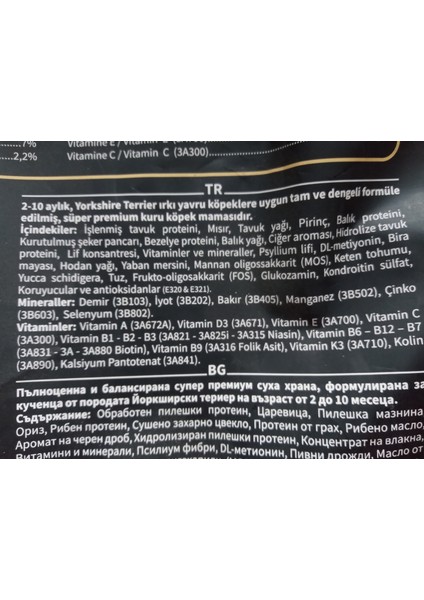 7% Vitamine E / Vitamin E
2,2% Vitamine C / Vitamin C (3A300)
TR
2-10 aylık, Yorkshire Terrier ırkı yavru köpeklere uygun tam ve dengeli formüle
edilmiş, süper premium kuru köpek mamasıdır.
İçindekiler: İşlenmiş tavuk proteini, Mısır, Tavuk yağı, Pirinç, Balık proteini,
Kurutulmuş şeker pancarı, Bezelye proteini, Balık yağı, Ciğer aroması, Hidrolize tavuk
proteini, Lif konsantresi, Vitaminler ve mineraller, Psyllium lifi, DL-metiyonin, Bira
mayası, Hodan yağı, Yaban mersini, Mannan oligossakkarit (MOS), Keten tohumu,
Yucca schidigera, Tuz, Frukto-oligosakkarit (FOS), Glukozamin, Kondroitin sülfat,
Koruyucular ve antioksidanlar (E320 & E321).
Mineraller: Demir (3B103), İyot (3B202), Bakır (3B405), Manganez (3B502), Çinko
(3B603), Selenyum (3B802).
Vitaminler: Vitamin A (3A672A), Vitamin D3 (3A671), Vitamin E (3A700), Vitamin C
(3A300), Vitamin B1 - B2 - B3 (3A821 - 3A825i - 3A315 Niasin), Vitamin B6 – B12 – B7
(3A831 - 3A - 3A880 Biotin), Vitamin B9 (3A316 Folik Asit), Vitamin K3 (3A710), Kolin
(3A890), Kalsiyum Pantotenat (3A841).
BG
Пълноценна и балансирана супер премиум суха храна, формулирана за
кученца от породата Йоркширски териер на възраст от 2 до 10 месеца.
Съдържание: Обработен пилешки протеин, Царевица, Пилешка мазнина
Ориз, Рибен протеин, Сушено захарно цвекло, Протеин от грах, Рибено масло,
Аромат на черен дроб, Хидролизиран пилешки протеин, Концентрат на влакна,
Витамини и минерали, Псилиум фибри, DL-метионин, Пивни дрожди, Масло от